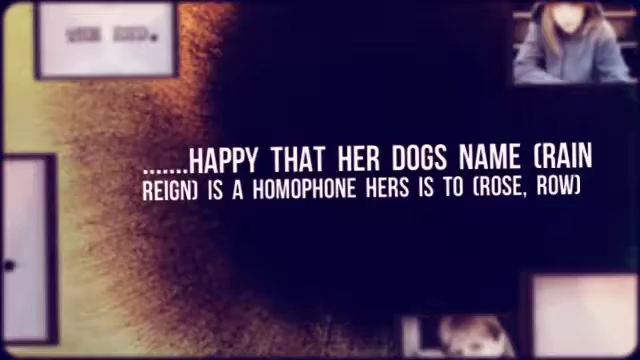 .......HAPPY THAT HER DOGS NAME (RAIN
REIGN) IS A HOMOPHONE HERS IS TO (ROSE, ROW)